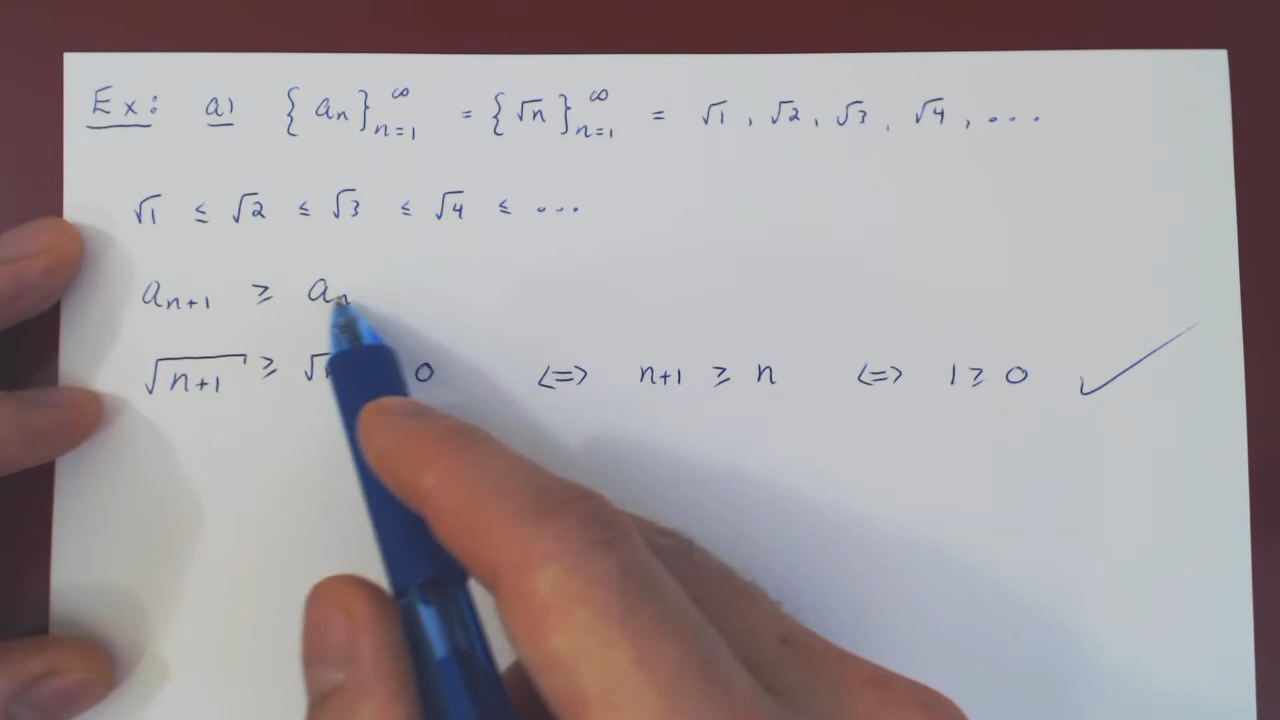 Ex: a) {aₙ}ₙ₌₁^∞ = {√n}ₙ₌₁^∞ = √1 , √2 , √3 , √4 , ...
√1 ≤ √2 ≤ √3 ≤ √4 ≤ ...
aₙ₊₁ ≥ aₙ
√(n+1) ≥ 0 <=> n+1 ≥ n <=> 1 ≥ 0 ✓